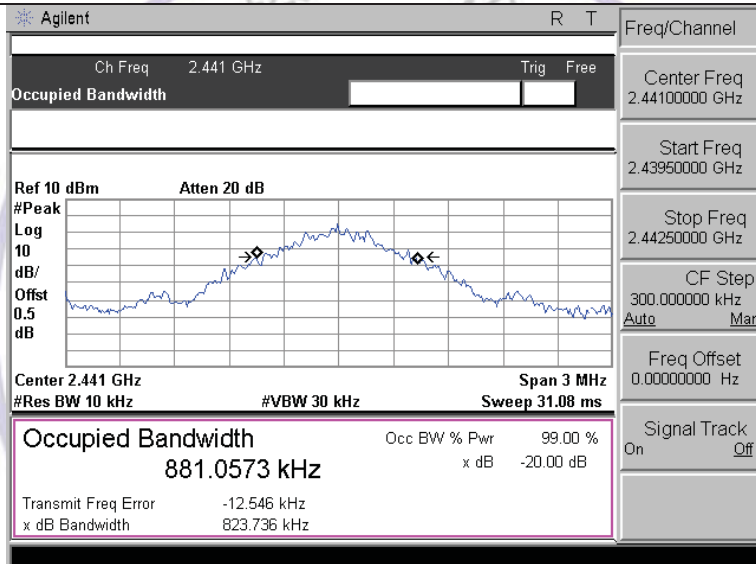 Agilent R T
Ch Freq 2.441 GHz Trig Free
Occupied Bandwidth
Ref 10 dBm Atten 20 dB
#Peak
Log
10
dB/
Offst
0.5
dB
Center 2.441 GHz Span 3 MHz
#Res BW 10 kHz #VBW 30 kHz Sweep 31.08 ms
Occupied Bandwidth Occ BW % Pwr 99.00 %
881.0573 kHz x dB -20.00 dB
Transmit Freq Error -12.546 kHz
x dB Bandwidth 823.736 kHz
Freq/Channel
Center Freq
2.44100000 GHz
Start Freq
2.43950000 GHz
Stop Freq
2.44250000 GHz
CF Step
300.000000 kHz
Auto Mar
Freq Offset
0.00000000 Hz
Signal Track
On Off